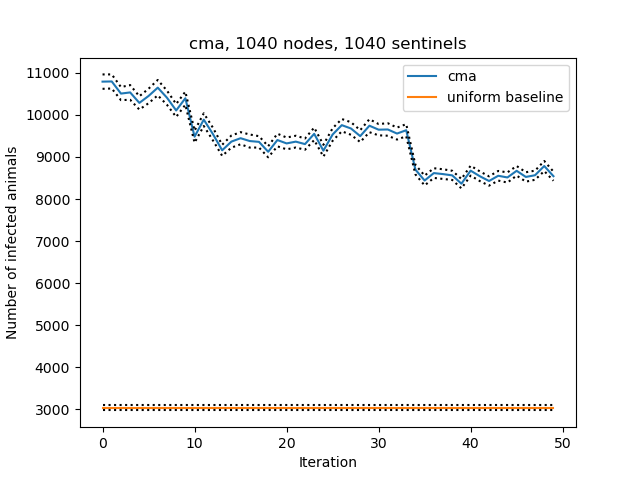 cma, 1040 nodes, 1040 sentinels
cma
uniform baseline
11000
10000
9000
8000
7000
6000
5000
4000
3000
Number of infected animals
0 10 20 30 40 50
Iteration